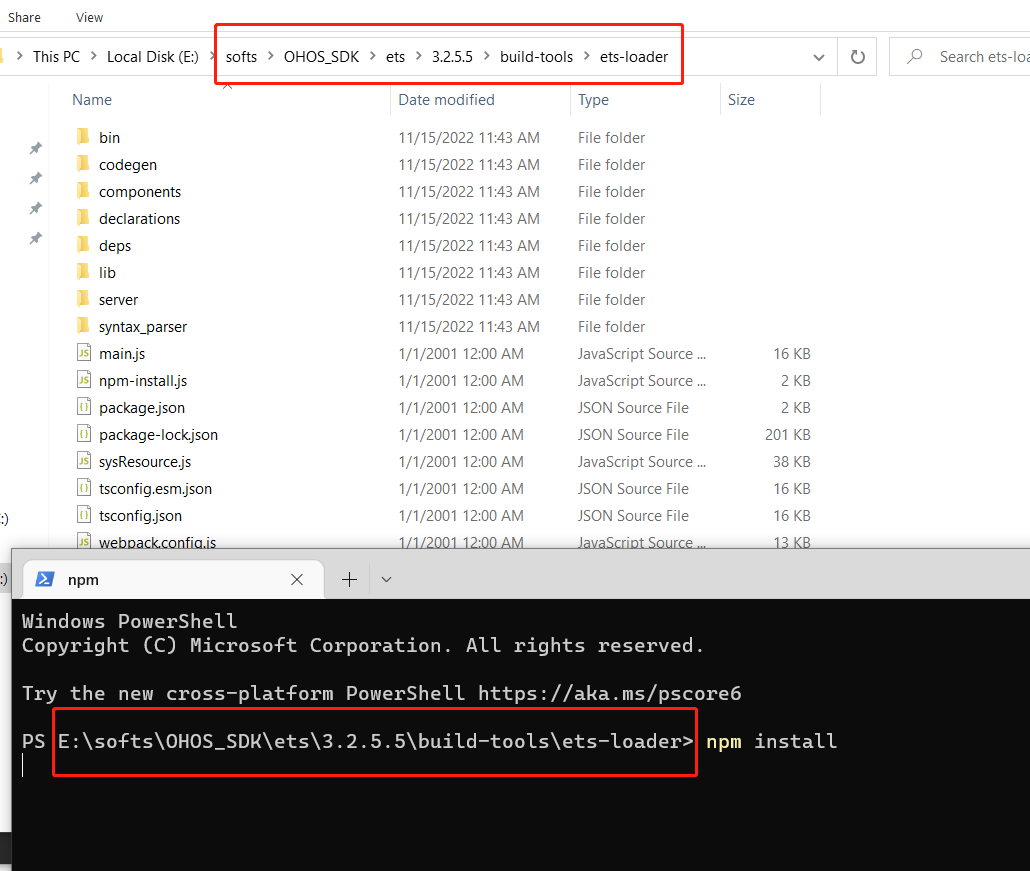 Share View
This PC Local Disk (E:) softs OHOS_SDK ets 3.2.5.5 build-tools ets-loader Search ets-loa
Name Date modified Type Size
bin 11/15/2022 11:43 AM File folder
codegen 11/15/2022 11:43 AM File folder
components 11/15/2022 11:43 AM File folder
declarations 11/15/2022 11:43 AM File folder
deps 11/15/2022 11:43 AM File folder
lib 11/15/2022 11:43 AM File folder
server 11/15/2022 11:43 AM File folder
syntax_parser 11/15/2022 11:43 AM File folder
main.js 1/1/2001 12:00 AM JavaScript Source ... 16 KB
npm-install.js 1/1/2001 12:00 AM JavaScript Source ... 2 KB
package.json 1/1/2001 12:00 AM JSON Source File 2 KB
package-lock.json 1/1/2001 12:00 AM JSON Source File 201 KB
sysResource.js 1/1/2001 12:00 AM JavaScript Source ... 38 KB
tsconfig.esm.json 1/1/2001 12:00 AM JSON Source File 16 KB
:) tsconfig.json 1/1/2001 12:00 AM JSON Source File 16 KB
webpack.config.js 1/1/2001 12:00 AM JavaScript Source ... 13 KB
:) npm
Windows PowerShell
Copyright (C) Microsoft Corporation. All rights reserved.
Try the new cross-platform PowerShell https://aka.ms/pscore6
PS E:\softs\OHOS_SDK\ets\3.2.5.5\build-tools\ets-loader> npm install